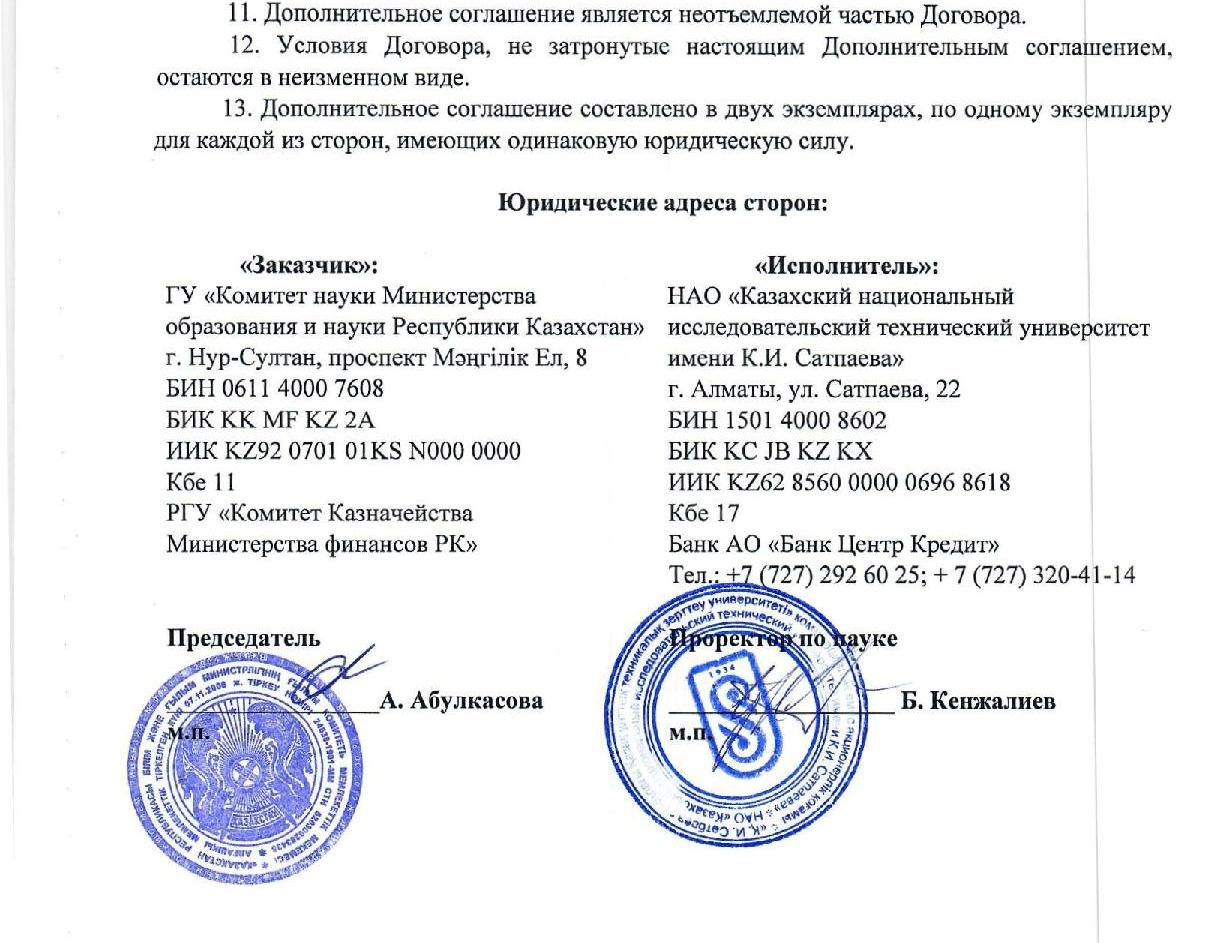 11. Дополнительное соглашение является неотъемлемой частью Договора.
12. Условия Договора, не затронутые настоящим Дополнительным соглашением,
остаются в неизменном виде.
13. Дополнительное соглашение составлено в двух экземплярах, по одному экземпляру
для каждой из сторон, имеющих одинаковую юридическую силу.
Юридические адреса сторон:
«Заказчик»:
ГУ «Комитет науки Министерства
образования и науки Республики Казахстан»
г. Нур-Султан, проспект Мәңгілік Ел, 8
БИН 0611 4000 7608
БИК KK MF KZ 2A
ИИК KZ92 0701 01KS N000 0000
Кбе 11
РГУ «Комитет Казначейства
Министерства финансов РК»
Председатель
А. Абулкасова
м.п.
«Исполнитель»:
НАО «Казахский национальный
исследовательский технический университет
имени К.И. Сатпаева»
г. Алматы, ул. Сатпаева, 22
БИН 1501 4000 8602
БИК KC JB KZ KX
ИИК KZ62 8560 0000 0696 8618
Кбе 17
Банк АО «Банк Центр Кредит»
Тел.: +7 (727) 292 60 25; + 7 (727) 320-41-14
Проректор по науке
Б. Кенжалиев
м.п.
ҚАЗАҚСТАН
1934